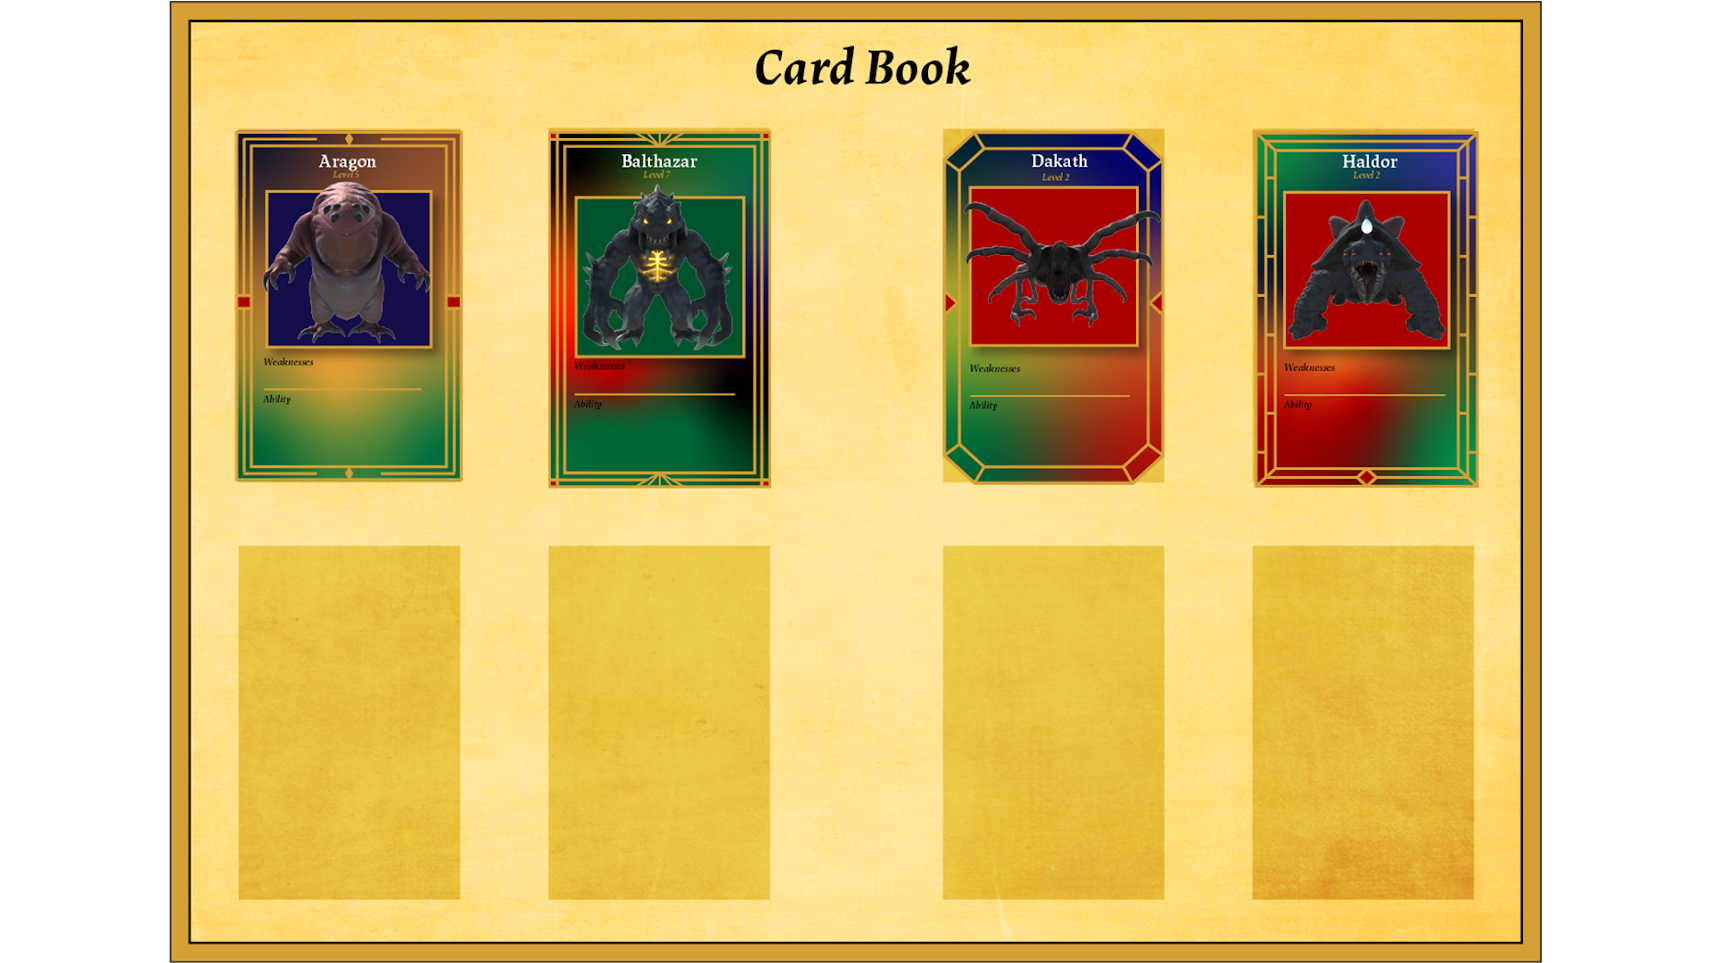 Card Book
Aragon
Level 5
Weaknesses
Ability
Balthazar
Level 7
Weaknesses
Ability
Dakath
Level 2
Weaknesses
Ability
Haldor
Level 2
Weaknesses
Ability